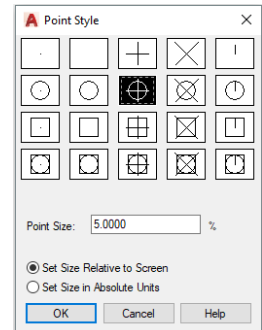 A Point Style
Point Size: 5.0000 %
Set Size Relative to Screen
Set Size in Absolute Units
OK Cancel Help